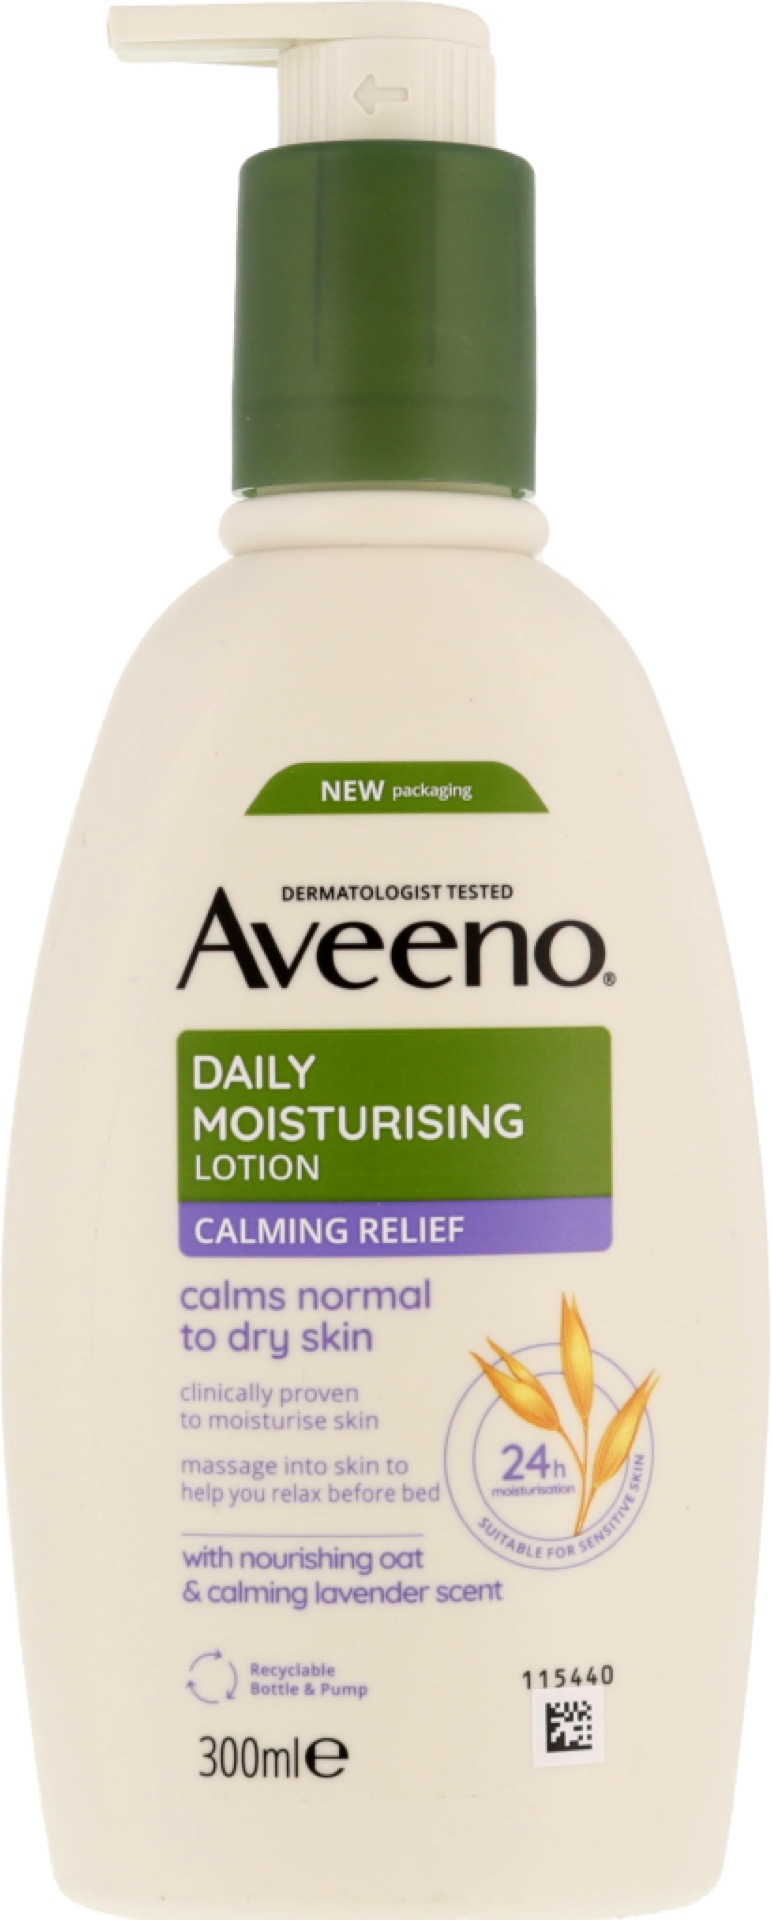 NEW packaging
DERMATOLOGIST TESTED
Aveeno®
DAILY
MOISTURISING
LOTION
CALMING RELIEF
calms normal
to dry skin
clinically proven
to moisturise skin
massage into skin to
help you relax before bed
24h
moisturisation
SUITABLE FOR SENSITIVE SKIN
with nourishing oat
& calming lavender scent
Recyclable
Bottle & Pump
115440
300ml℮